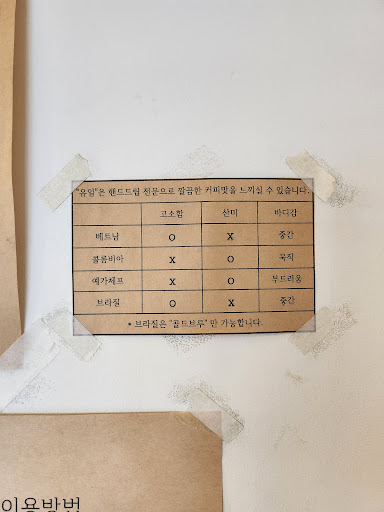 "유임"은 핸드드립 전문으로 깔끔한 커피맛을 느끼실 수 있습니다.
고소함 산미 바디감
베트남 o x 중간
콜롬비아 x o 묵직
예가체프 x o 부드러움
브라질 o x 중간
* 브라질은 "콜드브루" 만 가능합니다.
이용방법